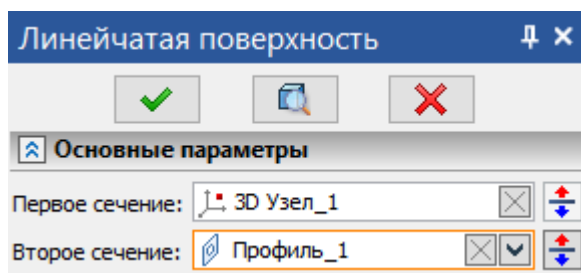 Линейчатая поверхность
Основные параметры
Первое сечение: 3D Узел_1
Второе сечение: Профиль_1